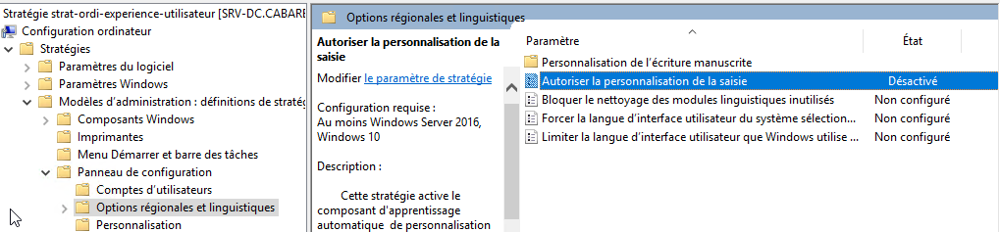 Stratégie strat-ordi-experience-utilisateur [SRV-DC.CABARE
Configuration ordinateur
Stratégies
Paramètres du logiciel
Paramètres Windows
Modèles d'administration : définitions de stratég
Composants Windows
Imprimantes
Menu Démarrer et barre des tâches
Panneau de configuration
Comptes d'utilisateurs
Options régionales et linguistiques
Personnalisation
Options régionales et linguistiques
Autoriser la personnalisation de la
saisie
Modifier le paramètre de stratégie
Configuration requise :
Au moins Windows Server 2016,
Windows 10
Description :
Cette stratégie active le
composant d'apprentissage
automatique de personnalisation
Paramètre État
Personnalisation de l'écriture manuscrite
Autoriser la personnalisation de la saisie Désactivé
Bloquer le nettoyage des modules linguistiques inutilisés Non configuré
Forcer la langue d'interface utilisateur du système sélection... Non configuré
Limiter la langue d'interface utilisateur que Windows utilise ... Non configuré